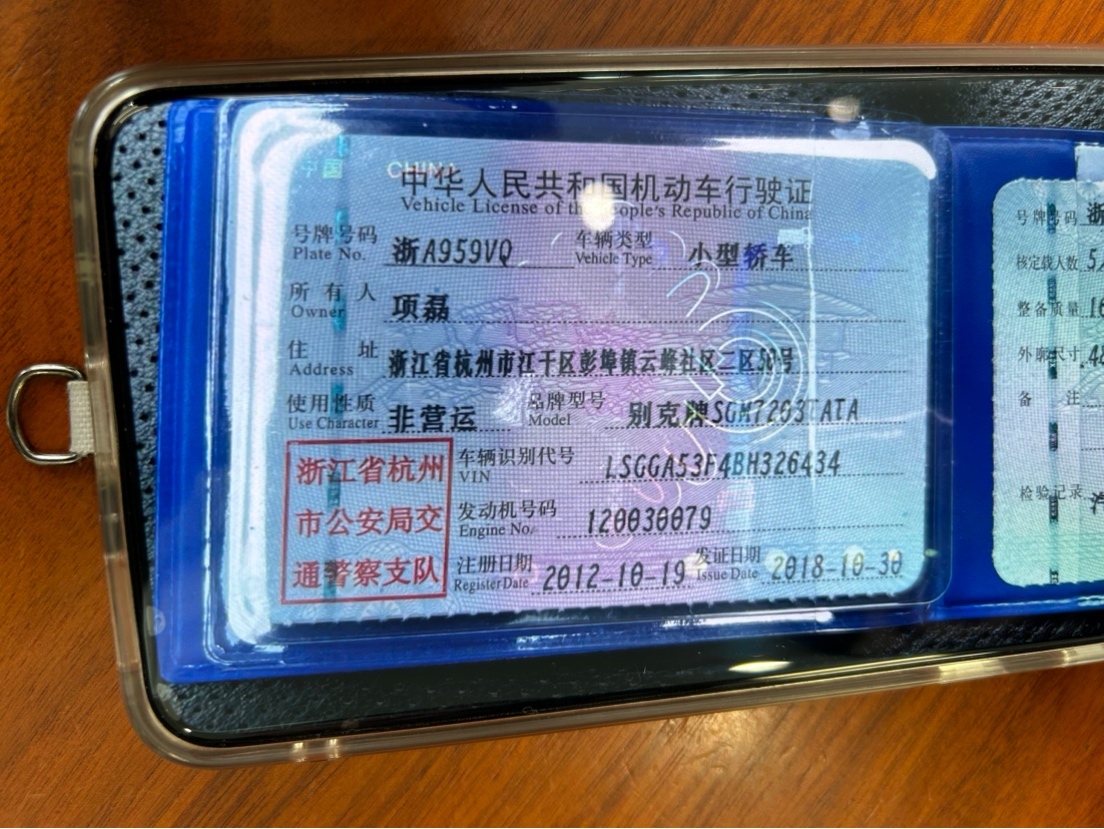 中国 CHINA
中华人民共和国机动车行驶证
Vehicle License of the People's Republic of China
号牌号码 浙A959VQ 车辆类型 小型轿车
Plate No. Vehicle Type
所有人 项磊
Owner
住址 浙江省杭州市江干区彭埠镇云峰社区二区50号
Address
使用性质 非营运 品牌型号 别克牌SGM7203TATA
Use Character Model
浙江省杭州
市公安局交
通警察支队
车辆识别代号 LSGGA53F4BH326434
VIN
发动机号码 120030079
Engine No.
注册日期 2012-10-19 发证日期 2018-10-30
Register Date Issue Date
号牌号码 浙
核定载人数 5人
整备质量 16
外廓尺寸 48
备注
检验记录